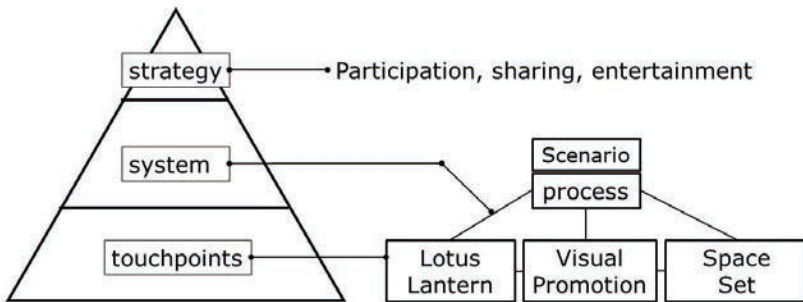 strategy
Participation, sharing, entertainment
system
Scenario
process
touchpoints
Lotus
Lantern
Visual
Promotion
Space
Set